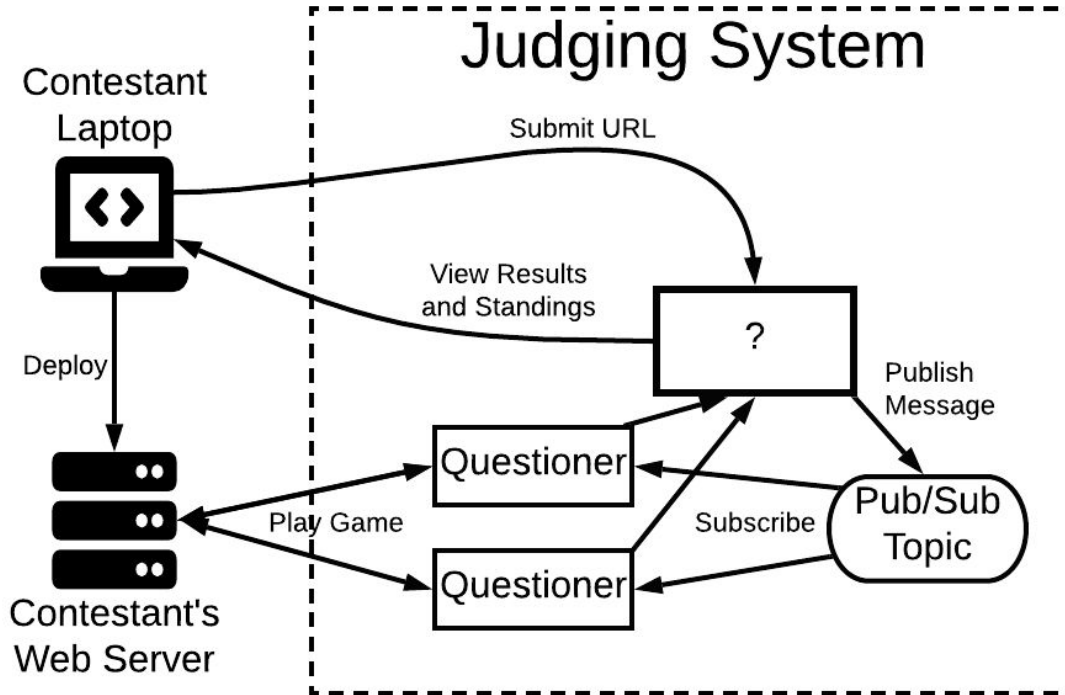 Judging System
Contestant
Laptop
Submit URL
View Results
and Standings
?
Deploy
Publish
Message
Questioner
Play Game
Subscribe
Pub/Sub
Topic
Questioner
Contestant's
Web Server